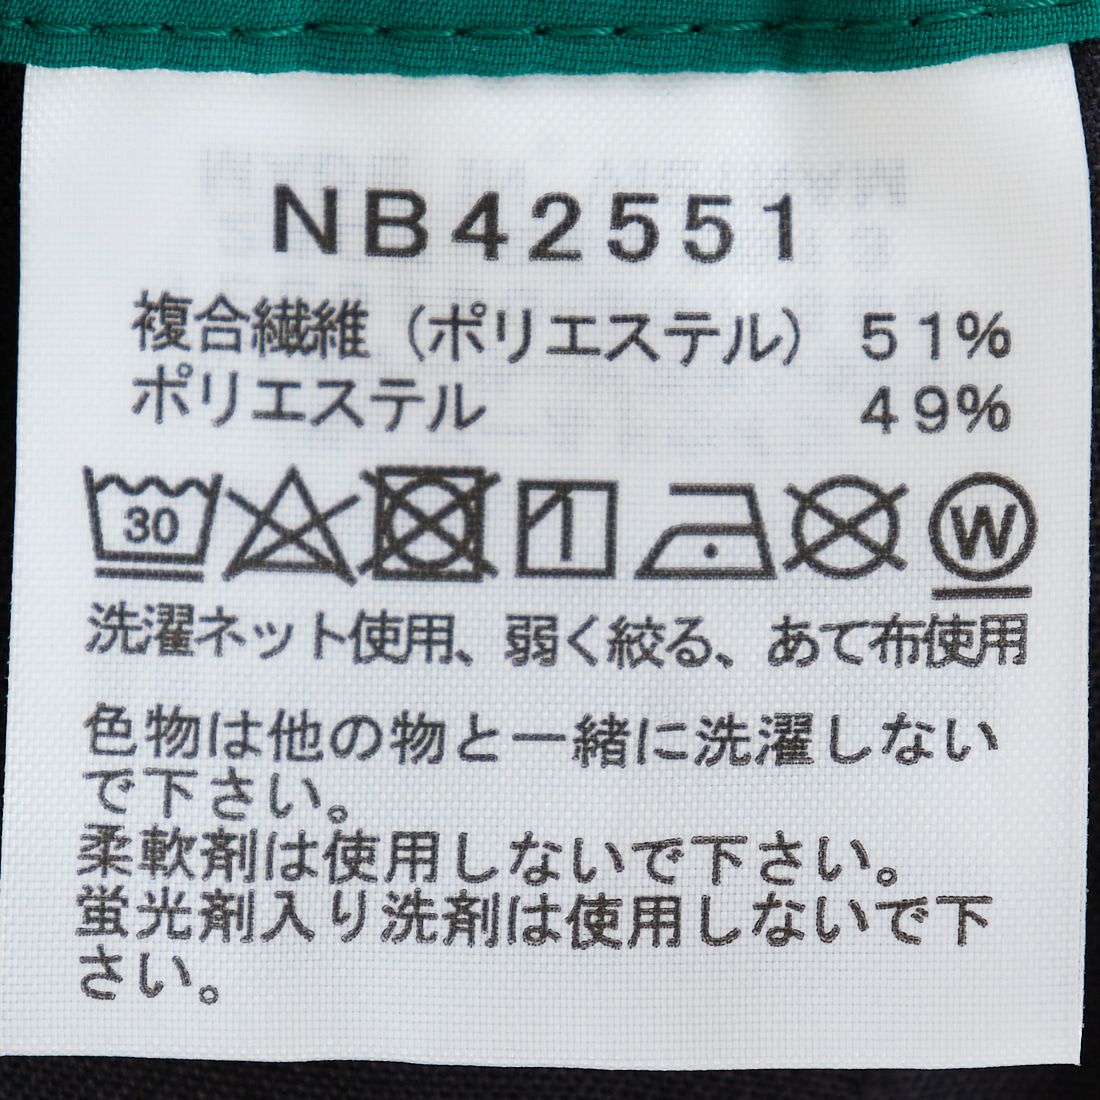 NB42551
複合繊維（ポリエステル） 51%
ポリエステル 49%
30 W
洗濯ネット使用、弱く絞る、あて布使用
色物は他の物と一緒に洗濯しない
で下さい。
柔軟剤は使用しないで下さい。
蛍光剤入り洗剤は使用しないで下
さい。